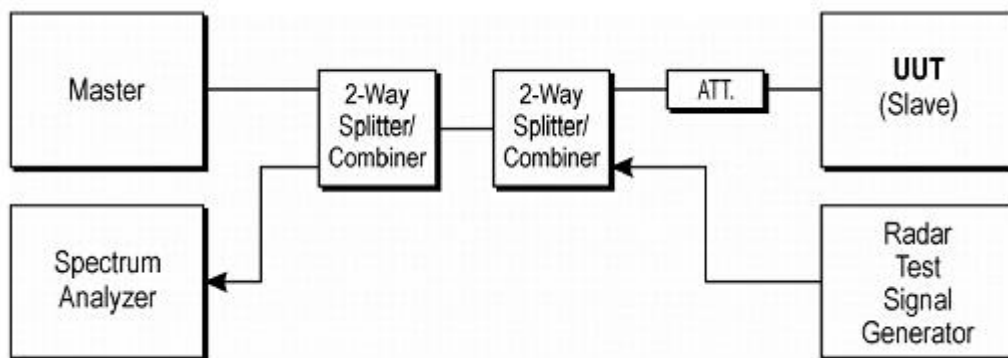 Master
2-Way
Splitter/
Combiner
2-Way
Splitter/
Combiner
ATT.
UUT
(Slave)
Spectrum
Analyzer
Radar
Test
Signal
Generator